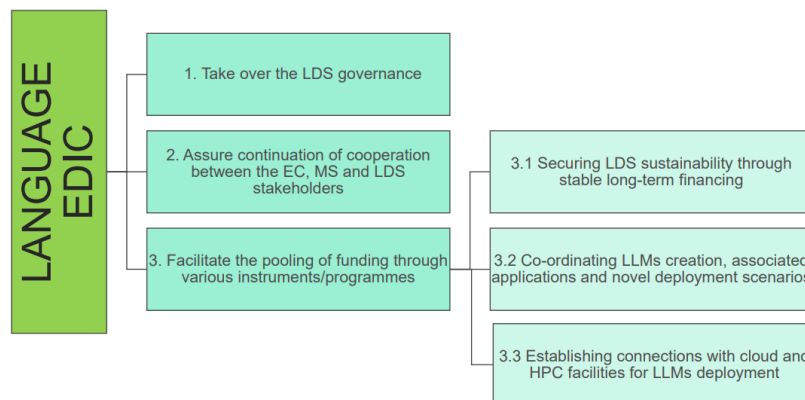 LANGUAGE
EDIC
1. Take over the LDS governance
2. Assure continuation of cooperation
between the EC, MS and LDS
stakeholders
3. Facilitate the pooling of funding through
various instruments/programmes
3.1 Securing LDS sustainability through
stable long-term financing
3.2 Co-ordinating LLMs creation, associated
applications and novel deployment scenarios
3.3 Establishing connections with cloud and
HPC facilities for LLMs deployment